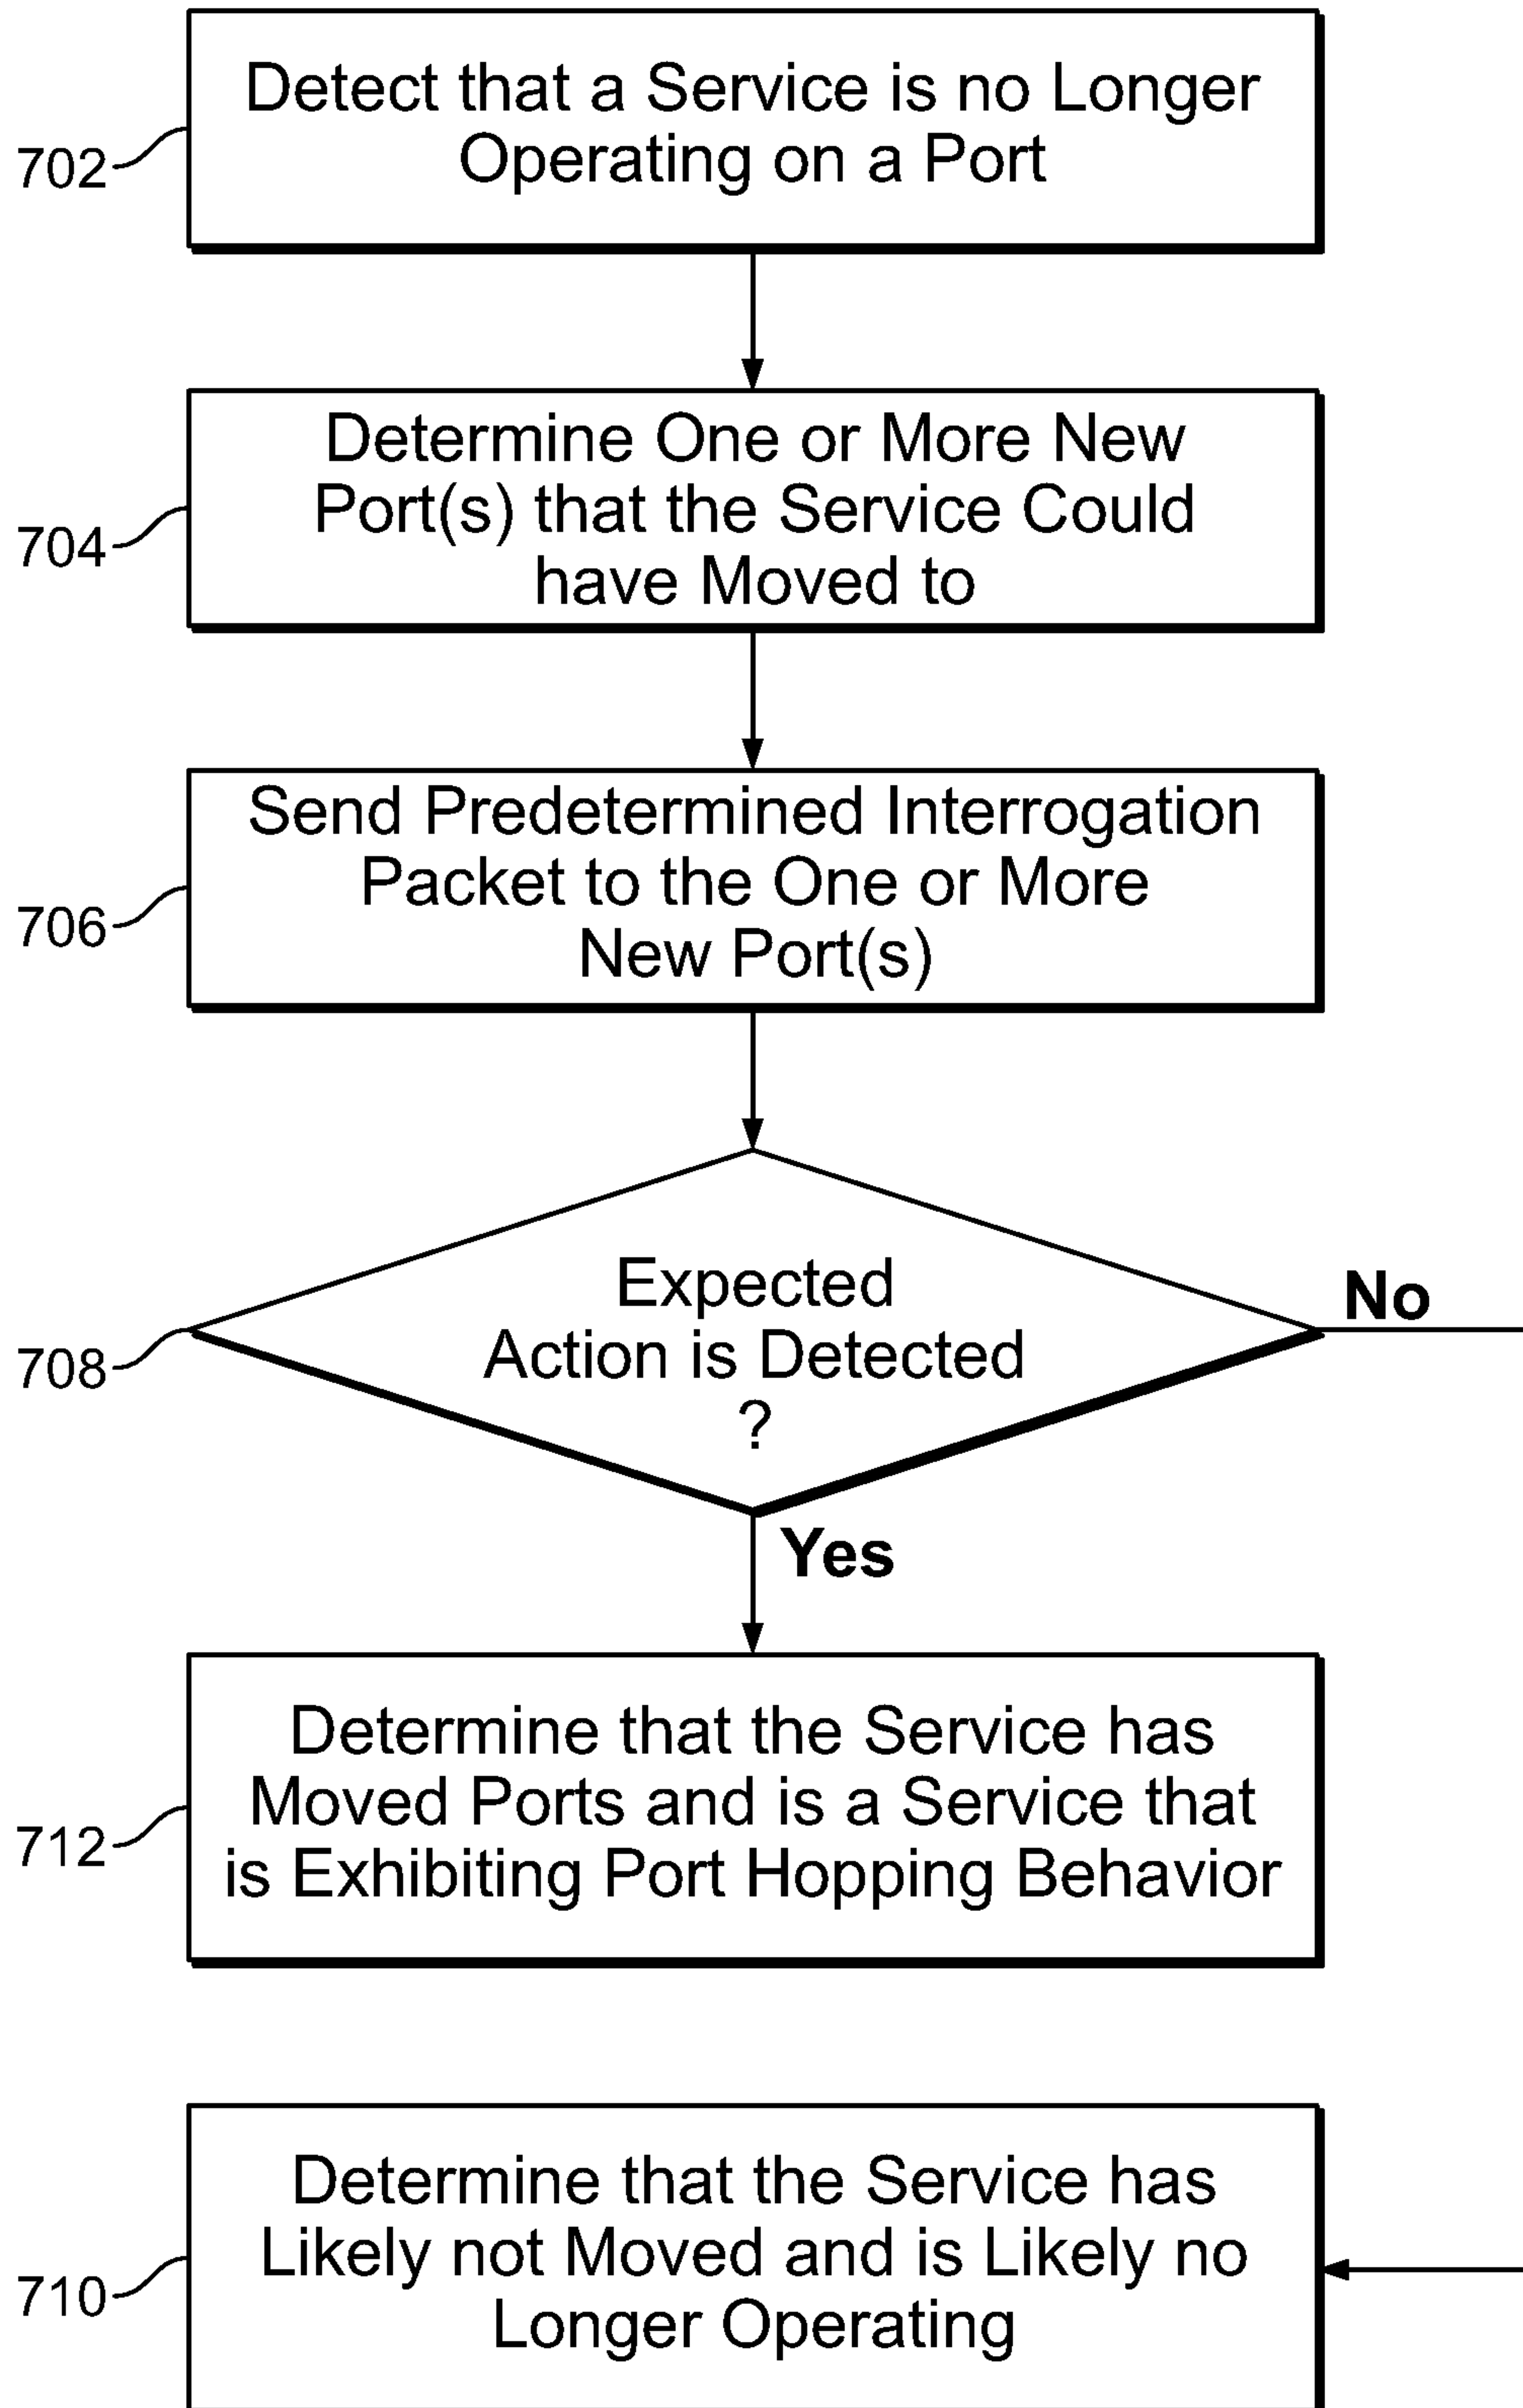 Detect that a Service is no Longer
Operating on a Port
702
Determine One or More New
Port(s) that the Service Could
have Moved to
704
Send Predetermined Interrogation
Packet to the One or More
New Port(s)
706
Expected
Action is Detected
?
708
No
Yes
Determine that the Service has
Moved Ports and is a Service that
is Exhibiting Port Hopping Behavior
712
Determine that the Service has
Likely not Moved and is Likely no
Longer Operating
710